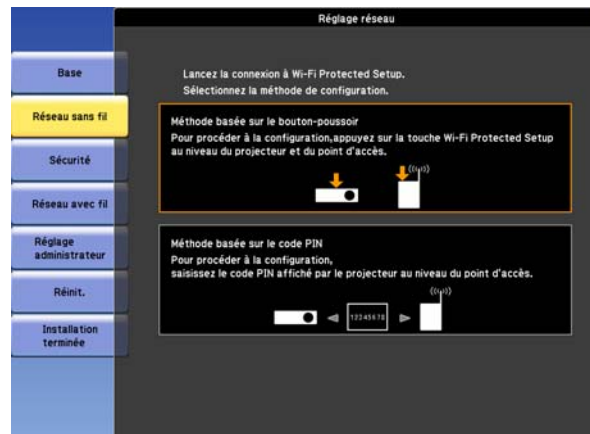 Réglage réseau
Base
Réseau sans fil
Sécurité
Réseau avec fil
Réglage
administrateur
Réinit.
Installation
terminée
Lancez la connexion à Wi-Fi Protected Setup.
Sélectionnez la méthode de configuration.
Méthode basée sur le bouton-poussoir
Pour procéder à la configuration,appuyez sur la touche Wi-Fi Protected Setup
au niveau du projecteur et du point d'accès.
Méthode basée sur le code PIN
Pour procéder à la configuration,
saisissez le code PIN affiché par le projecteur au niveau du point d'accès.
12345678